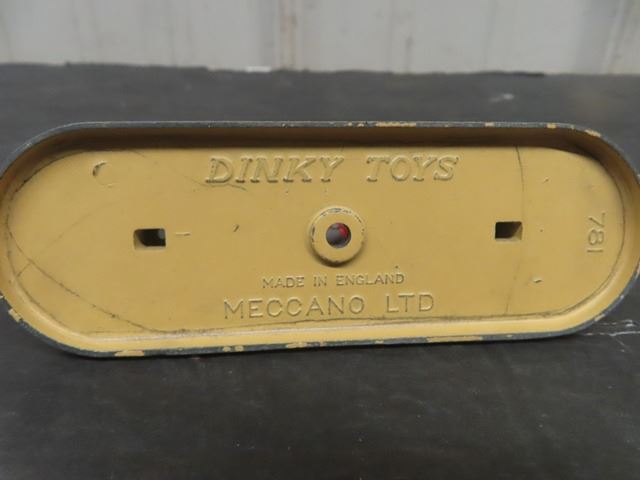 DINKY TOYS
781
MADE IN ENGLAND
MECCANO LTD